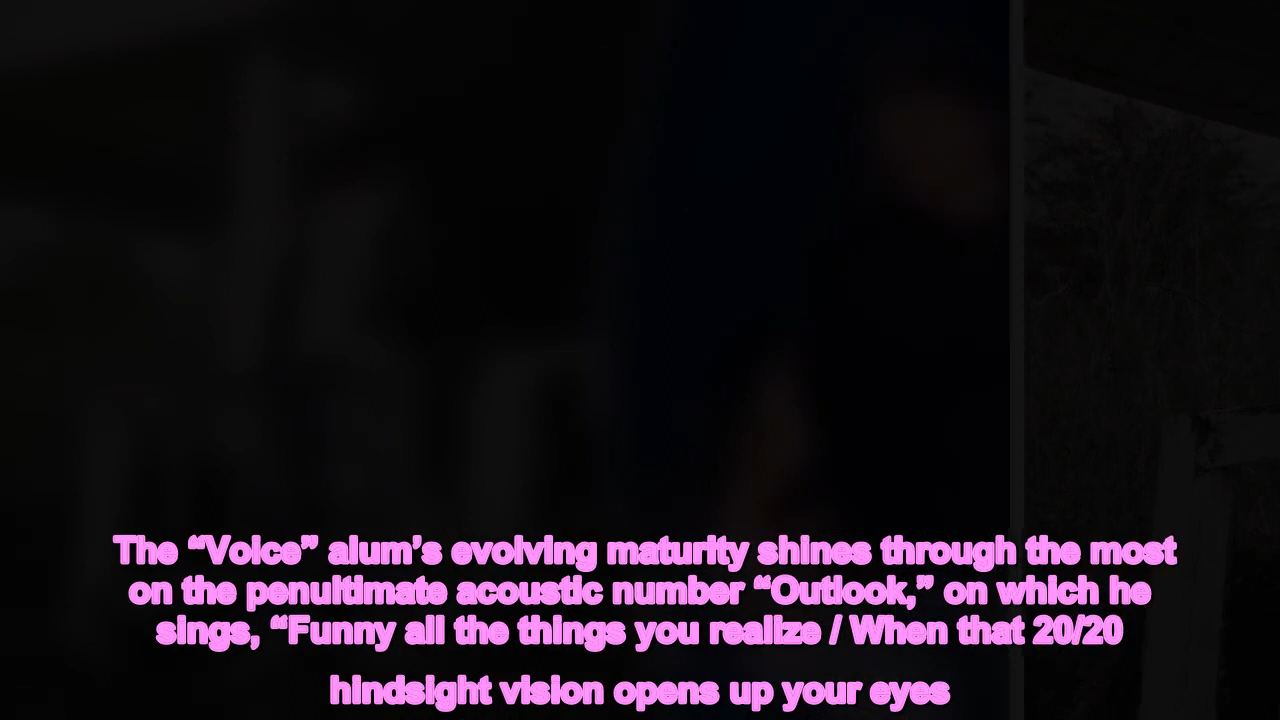 The “Voice” alum’s evolving maturity shines through the most
on the penultimate acoustic number “Outlook,” on which he
sings, “Funny all the things you realize / When that 20/20
hindsight vision opens up your eyes